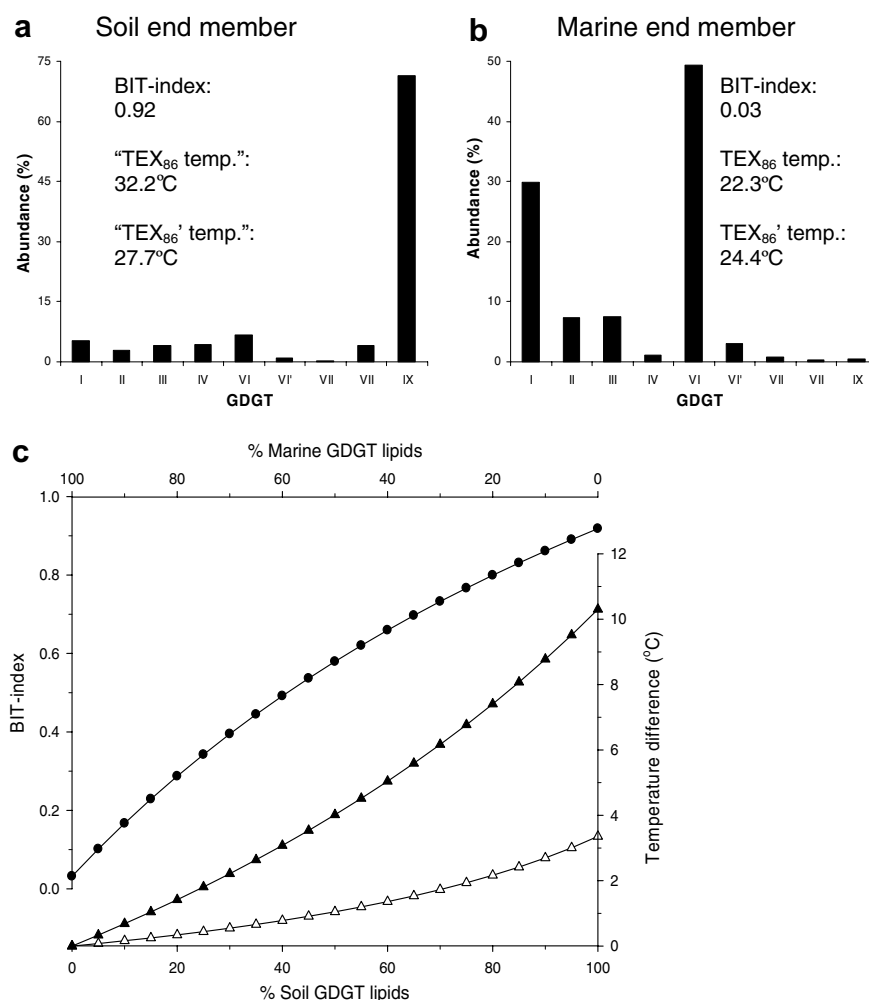 a Soil end member
75
60
45
30
15
0
Abundance (%)
BIT-index:
0.92
“TEX₈₆ temp.”:
32.2ºC
“TEX₈₆’ temp.”:
27.7ºC
I II III IV VI VI' VII VII IX
GDGT
b Marine end member
50
40
30
20
10
0
Abundance (%)
BIT-index:
0.03
TEX₈₆ temp.:
22.3ºC
TEX₈₆’ temp.:
24.4ºC
I II III IV VI VI' VII VII IX
GDGT
c
% Marine GDGT lipids
100 80 60 40 20 0
1.0
0.8
0.6
0.4
0.2
0.0
BIT-index
12
10
8
6
4
2
0
Temperature difference (ºC)
0 20 40 60 80 100
% Soil GDGT lipids